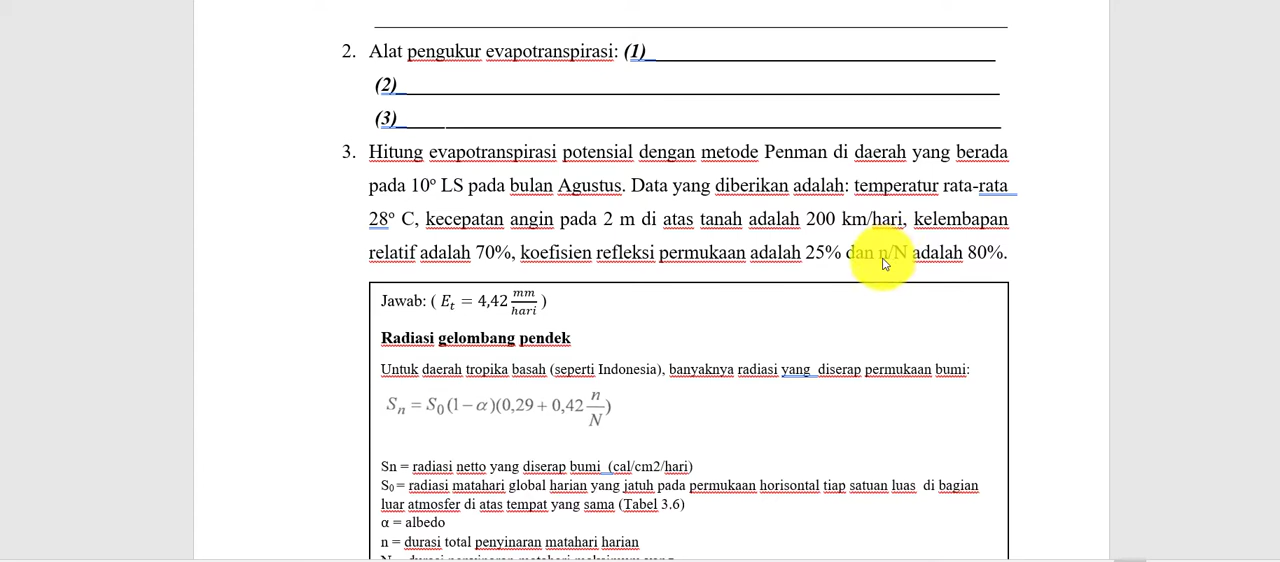 2. Alat pengukur evapotranspirasi: (1)
(2)
(3)
3. Hitung evapotranspirasi potensial dengan metode Penman di daerah yang berada
pada 10º LS pada bulan Agustus. Data yang diberikan adalah: temperatur rata-rata
28º C, kecepatan angin pada 2 m di atas tanah adalah 200 km/hari, kelembapan
relatif adalah 70%, koefisien refleksi permukaan adalah 25% dan n/N adalah 80%.
Jawab: ( Et = 4,42 mm/hari )
Radiasi gelombang pendek
Untuk daerah tropika basah (seperti Indonesia), banyaknya radiasi yang diserap permukaan bumi:
Sn = S0(1−α)(0,29+0,42 n/N)
Sn = radiasi netto yang diserap bumi (cal/cm2/hari)
S0 = radiasi matahari global harian yang jatuh pada permukaan horisontal tiap satuan luas di bagian
luar atmosfer di atas tempat yang sama (Tabel 3.6)
α = albedo
n = durasi total penyinaran matahari harian